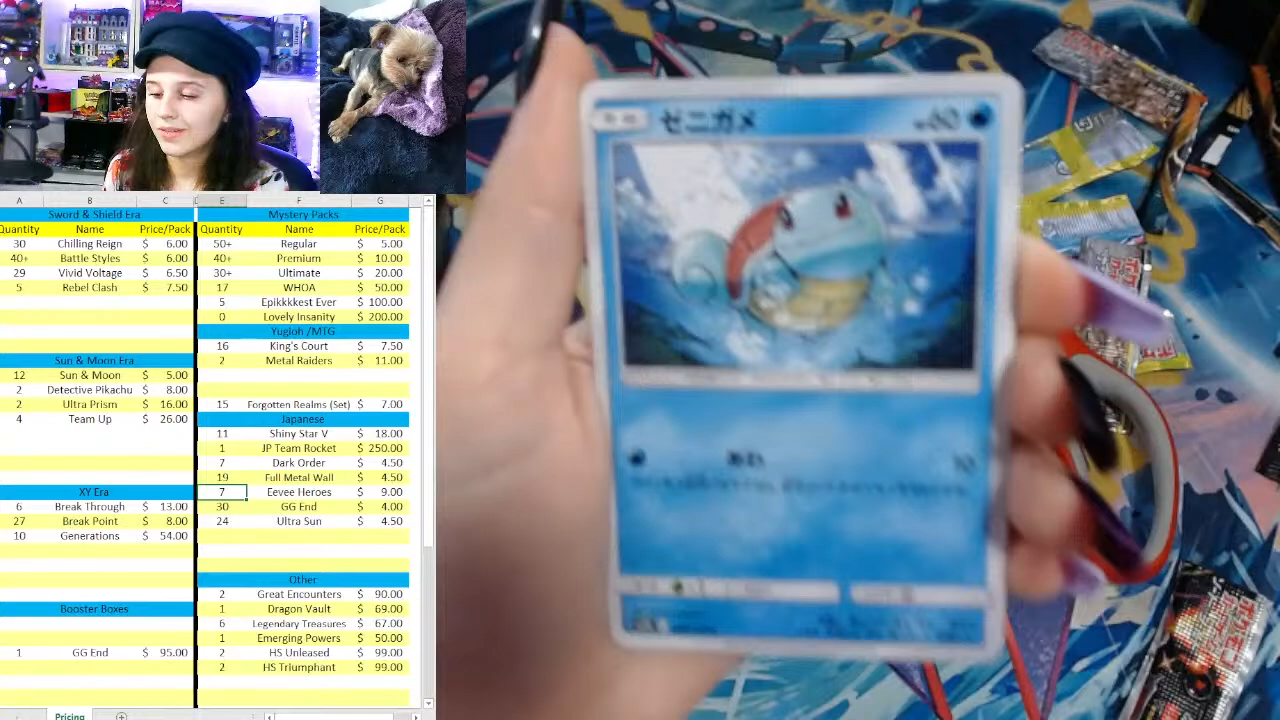 A B C E F G
Sword & Shield Era
Quantity Name Price/Pack
30 Chilling Reign $ 6.00
40+ Battle Styles $ 6.00
29 Vivid Voltage $ 6.50
5 Rebel Clash $ 7.50
Sun & Moon Era
12 Sun & Moon $ 5.00
2 Detective Pikachu $ 8.00
2 Ultra Prism $ 16.00
4 Team Up $ 26.00
XY Era
6 Break Through $ 13.00
27 Break Point $ 8.00
10 Generations $ 54.00
Booster Boxes
1 GG End $ 95.00
Mystery Packs
Quantity Name Price/Pack
50+ Regular $ 5.00
40+ Premium $ 10.00
30+ Ultimate $ 20.00
17 WHOA $ 50.00
5 Epikkkkest Ever $ 100.00
0 Lovely Insanity $ 200.00
Yugioh /MTG
16 King's Court $ 7.50
2 Metal Raiders $ 11.00
15 Forgotten Realms (Set) $ 7.00
Japanese
11 Shiny Star V $ 18.00
1 JP Team Rocket $ 250.00
7 Dark Order $ 4.50
19 Full Metal Wall $ 4.50
7 Eevee Heroes $ 9.00
30 GG End $ 4.00
24 Ultra Sun $ 4.50
Other
2 Great Encounters $ 90.00
1 Dragon Vault $ 69.00
6 Legendary Treasures $ 67.00
1 Emerging Powers $ 50.00
2 HS Unleased $ 99.00
2 HS Triumphant $ 99.00
Pricing
ゼニガメ